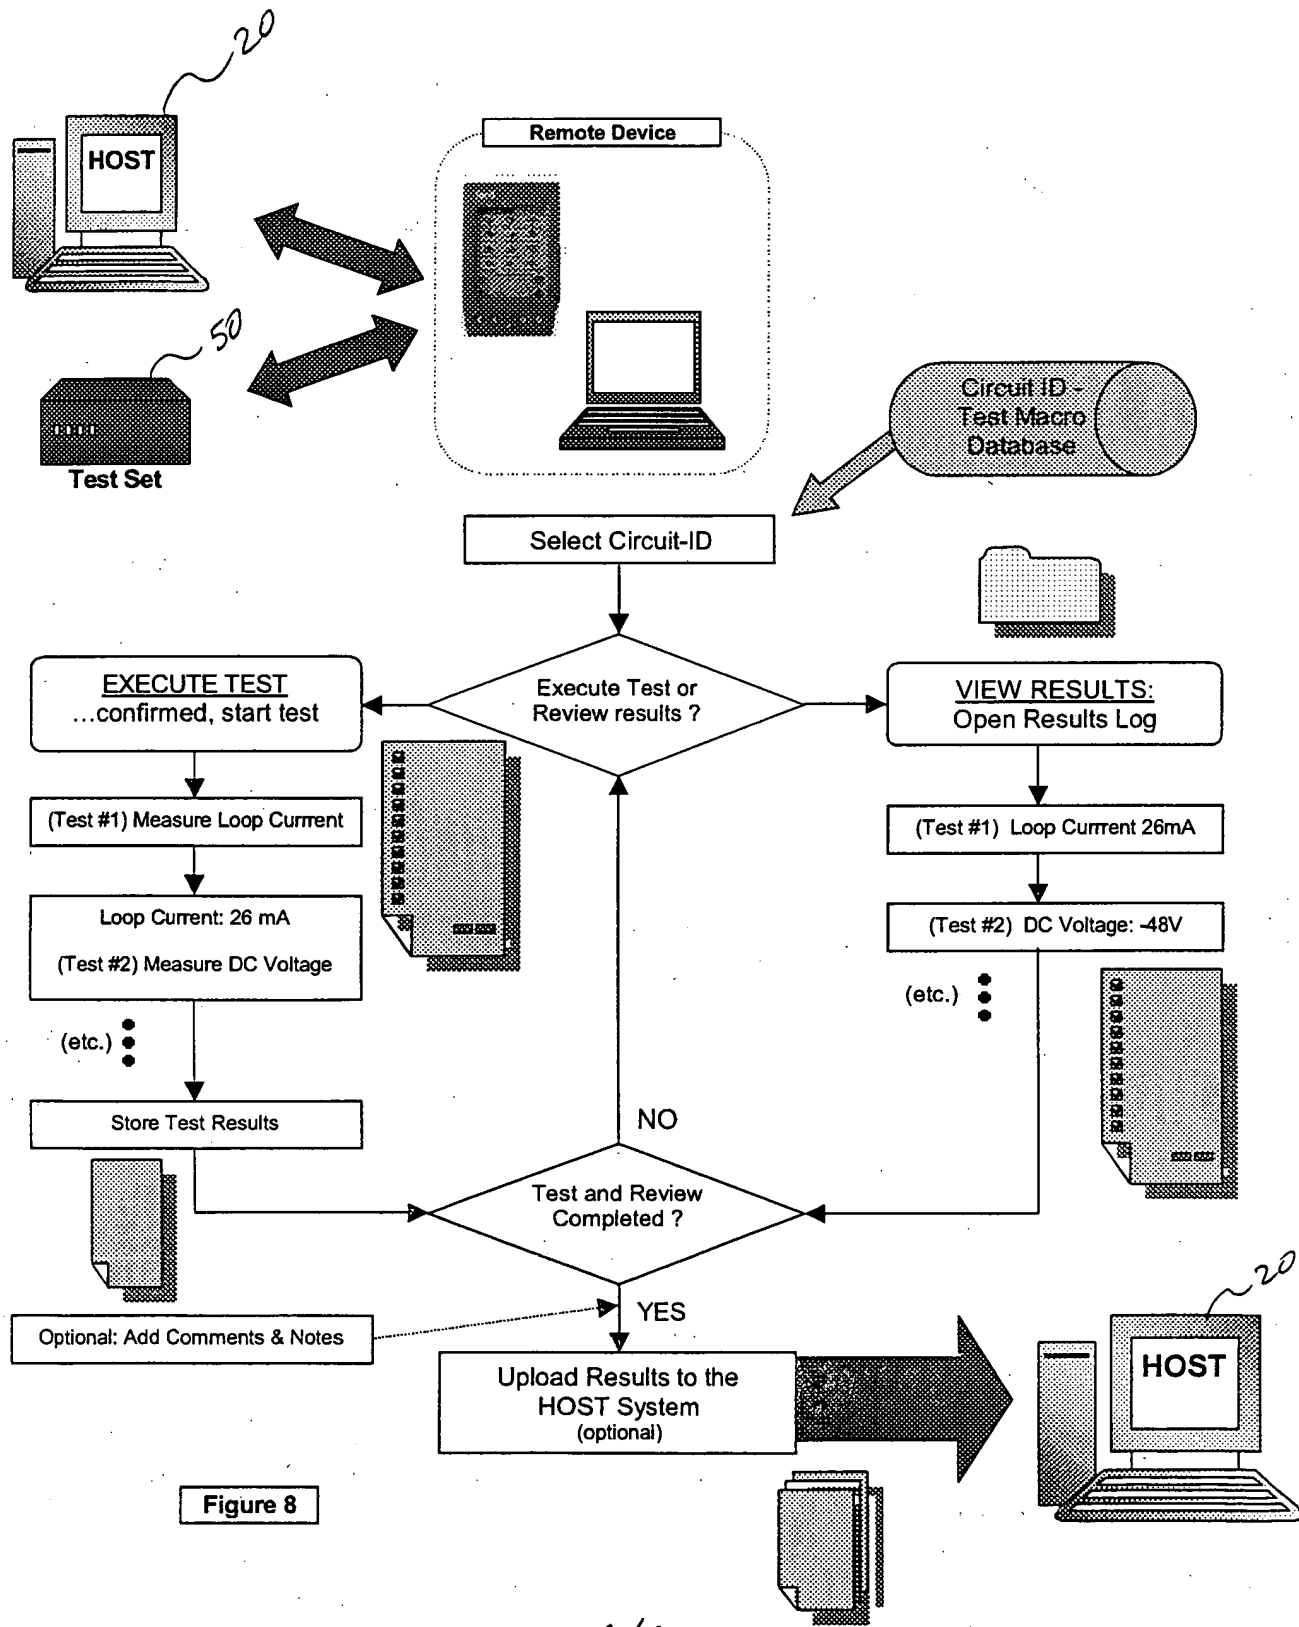 20
HOST
Remote Device
50
Test Set
Circuit ID -
Test Macro
Database
Select Circuit-ID
Execute Test or
Review results ?
EXECUTE TEST
...confirmed, start test
VIEW RESULTS:
Open Results Log
(Test #1) Measure Loop Currrent
(Test #1) Loop Currrent 26mA
Loop Current: 26 mA
(Test #2) Measure DC Voltage
(Test #2) DC Voltage: -48V
(etc.)
(etc.)
Store Test Results
NO
Test and Review
Completed ?
YES
Optional: Add Comments & Notes
Upload Results to the
HOST System
(optional)
20
HOST
Figure 8